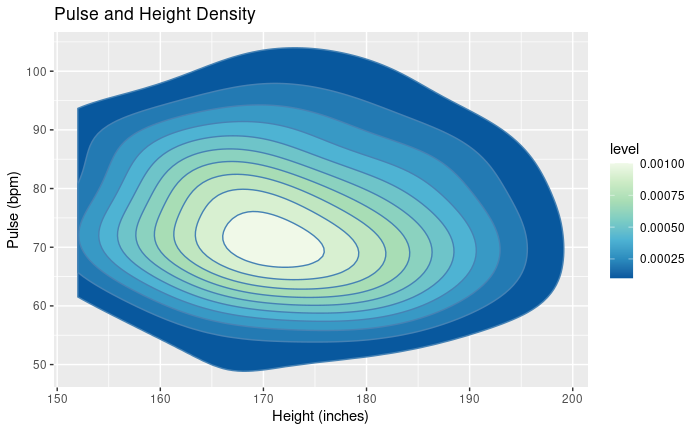 Pulse and Height Density
Pulse (bpm)
100
90
80
70
60
50
150 160 170 180 190 200
Height (inches)
level
0.00100
0.00075
0.00050
0.00025